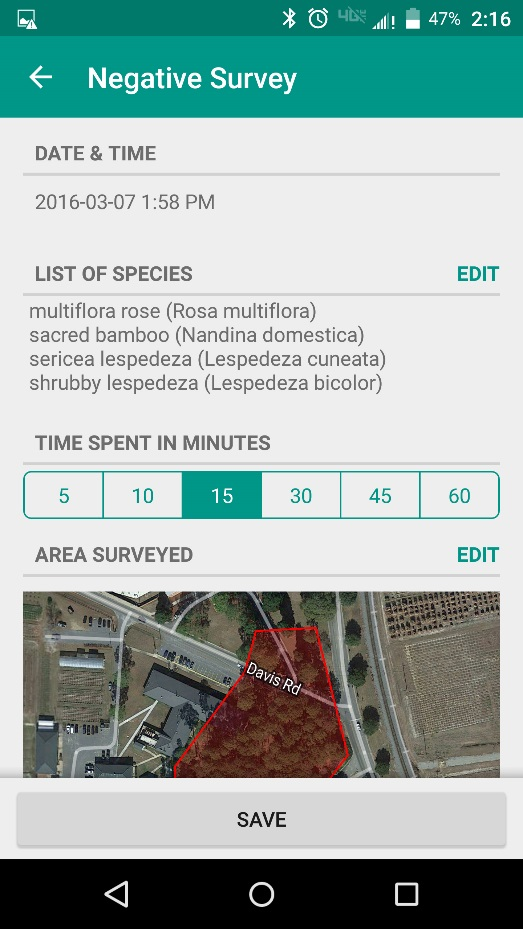 47% 2:16
Negative Survey
DATE & TIME
2016-03-07 1:58 PM
LIST OF SPECIES EDIT
multiflora rose (Rosa multiflora)
sacred bamboo (Nandina domestica)
sericea lespedeza (Lespedeza cuneata)
shrubby lespedeza (Lespedeza bicolor)
TIME SPENT IN MINUTES
5 10 15 30 45 60
AREA SURVEYED EDIT
Davis Rd
SAVE